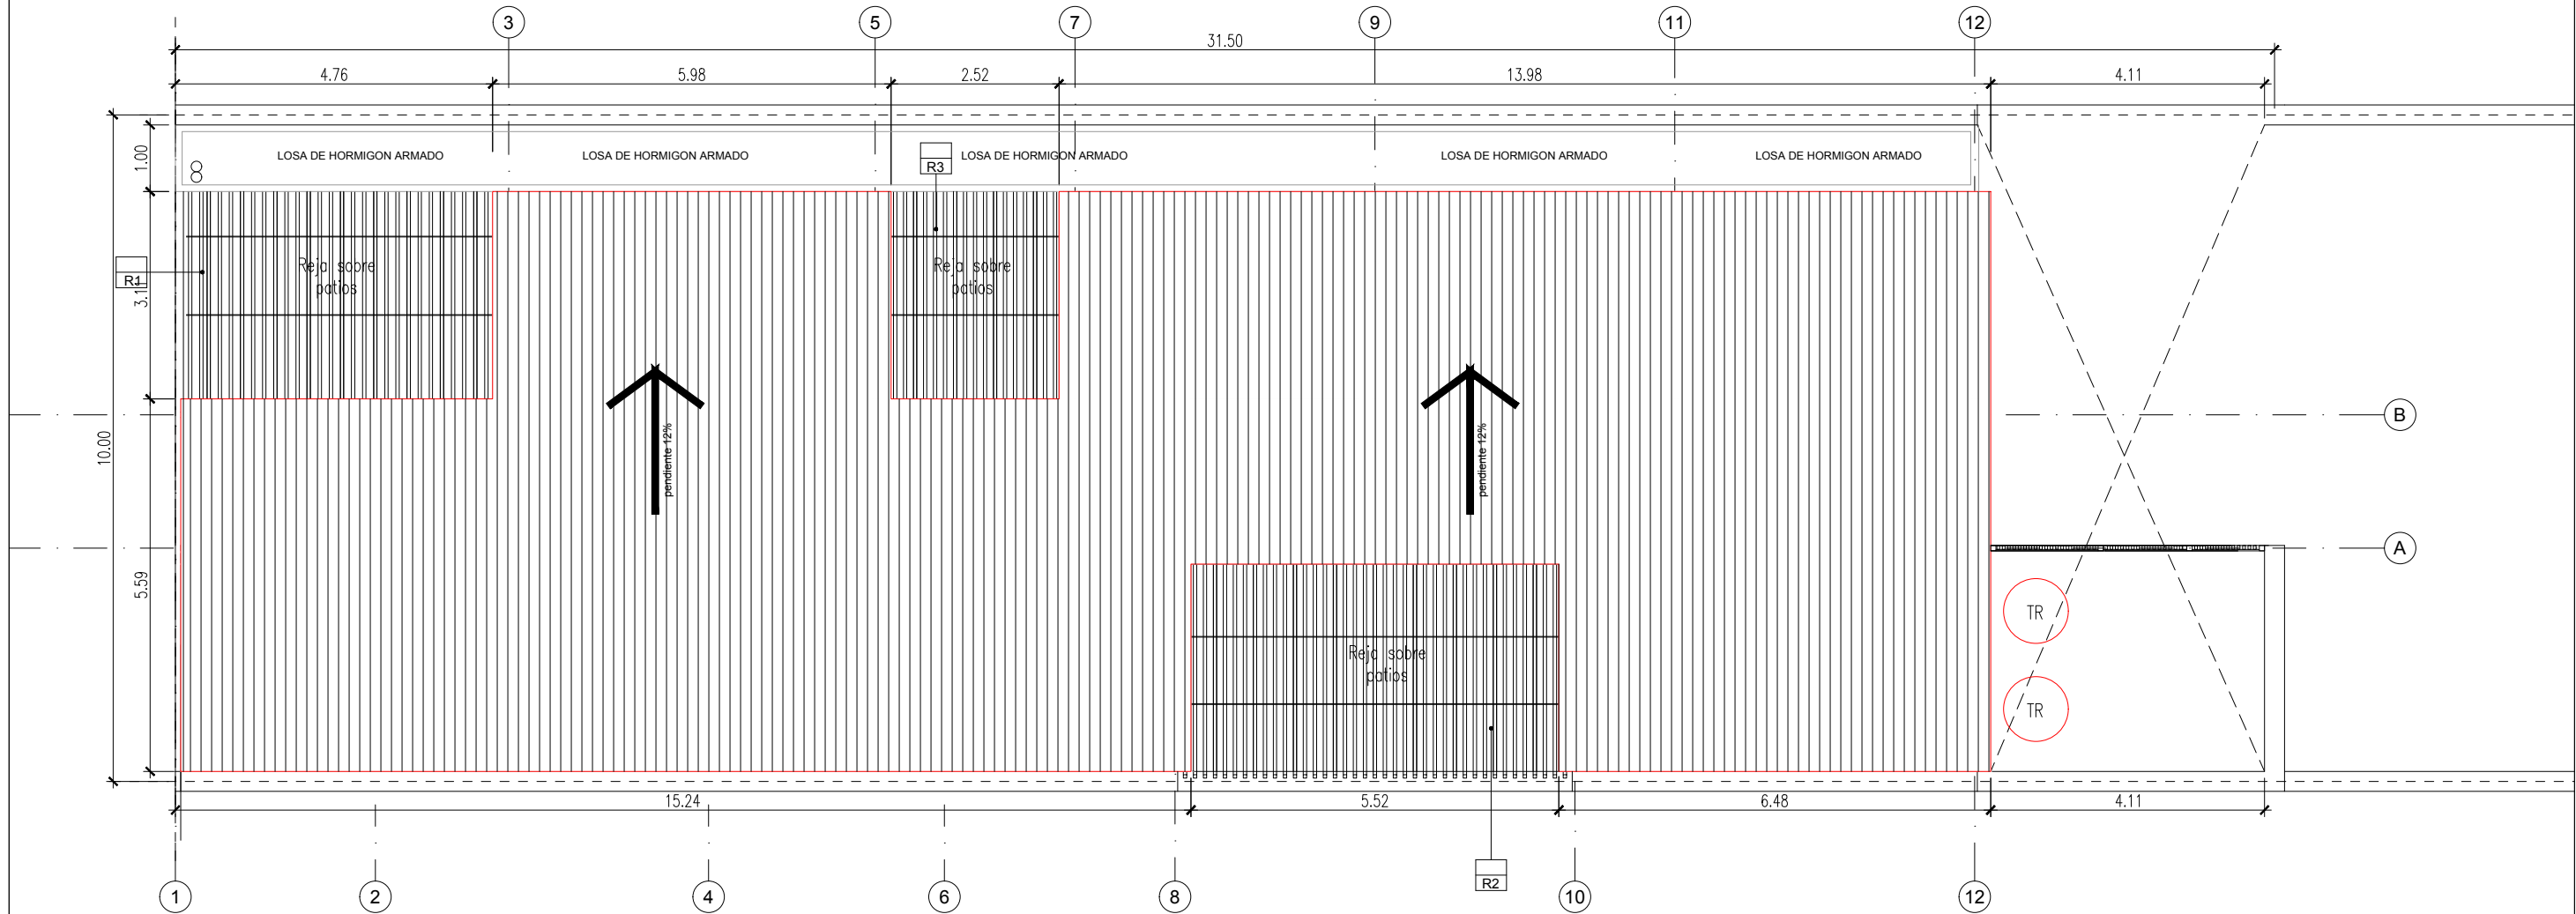 3
5
7
9
11
12
31.50
4.76
5.98
2.52
13.98
4.11
1.00
LOSA DE HORMIGON ARMADO
LOSA DE HORMIGON ARMADO
R3
LOSA DE HORMIGON ARMADO
LOSA DE HORMIGON ARMADO
LOSA DE HORMIGON ARMADO
R1
Reja sobre
patios
Reja sobre
patios
10.00
pendiente 12%
pendiente 12%
B
A
5.59
TR
TR
Reja sobre
patios
15.24
5.52
6.48
4.11
1
2
4
6
8
R2
10
12